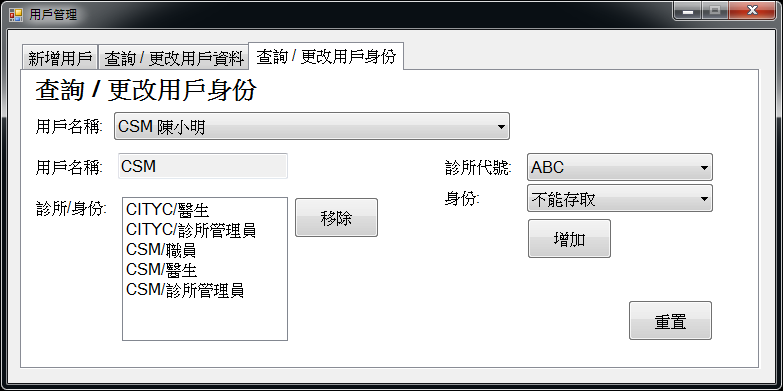 用戶管理
新增用戶
查詢 / 更改用戶資料
查詢 / 更改用戶身份
查詢 / 更改用戶身份
用戶名稱:
CSM 陳小明
用戶名稱:
CSM
診所/身份:
CITYC/醫生
CITYC/診所管理員
CSM/職員
CSM/醫生
CSM/診所管理員
移除
診所代號:
ABC
身份:
不能存取
增加
重置